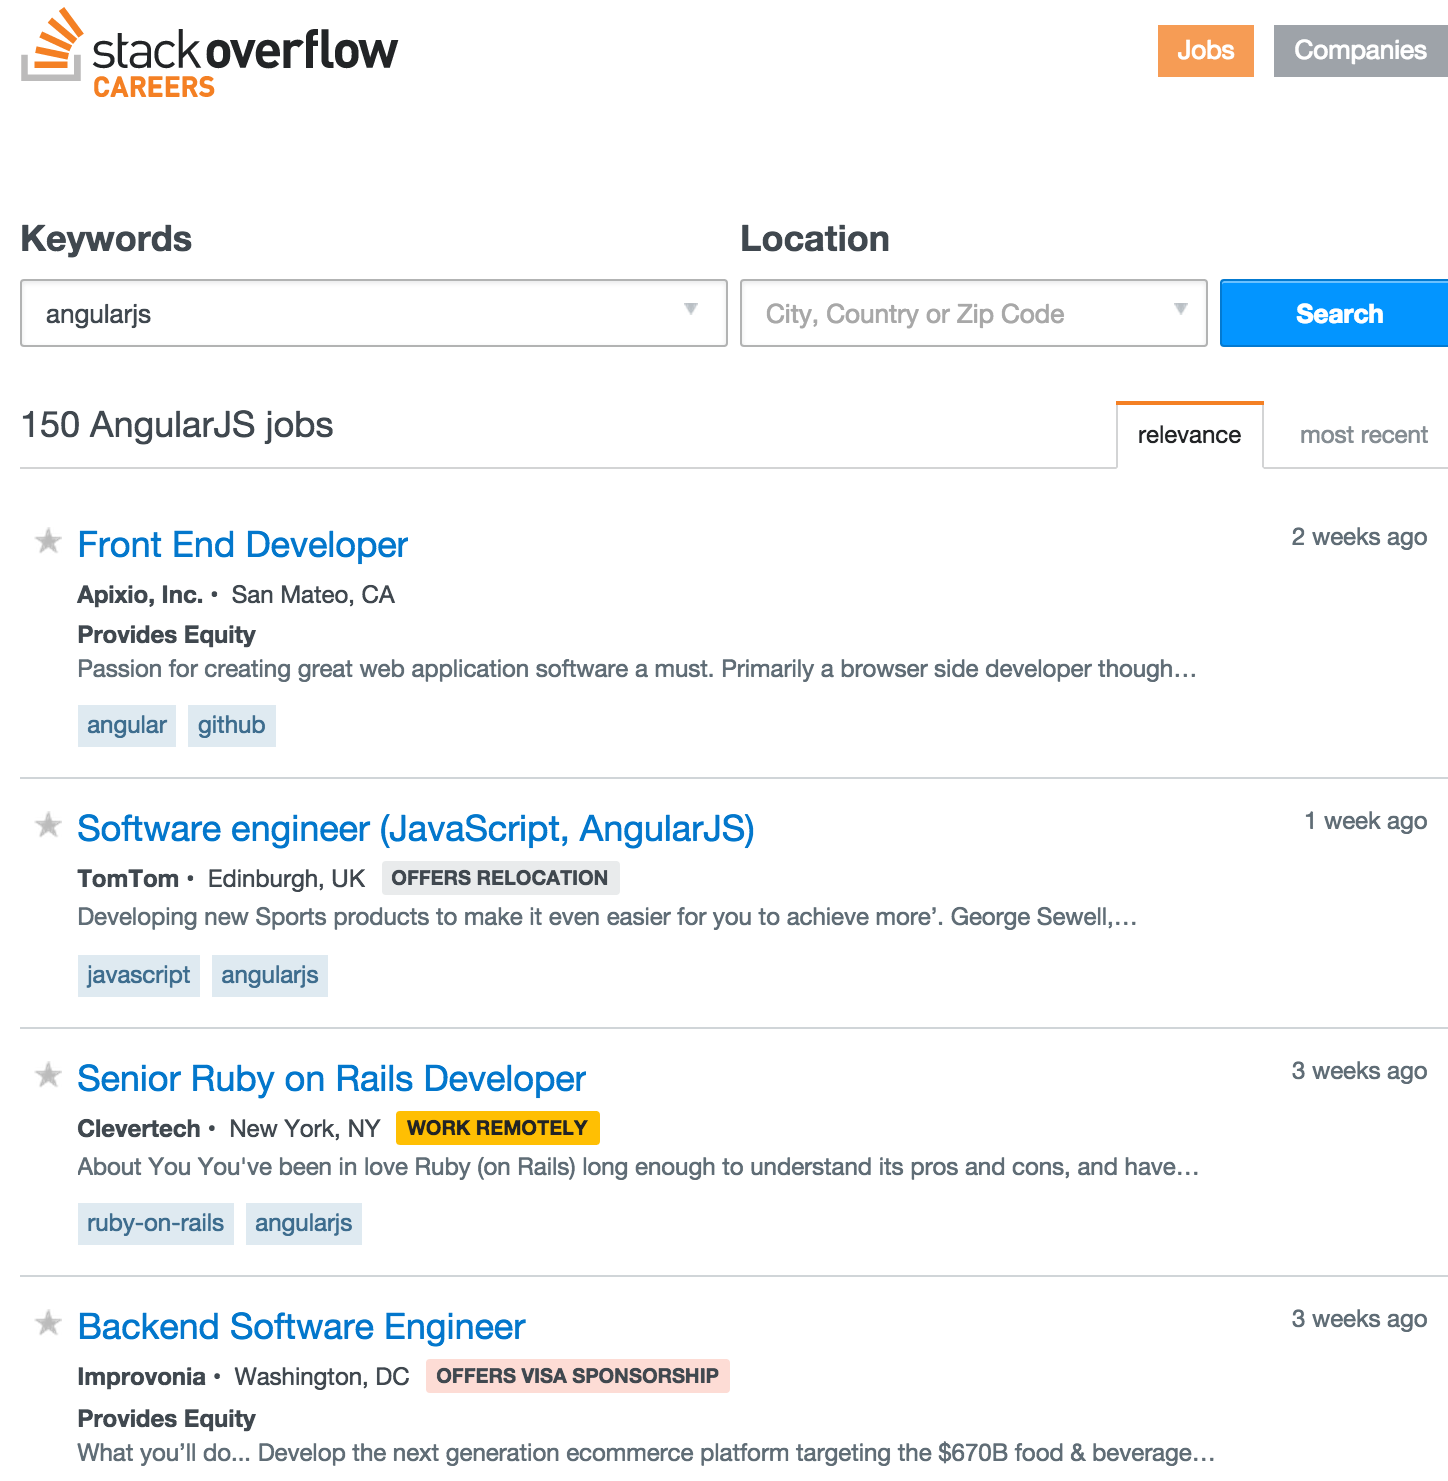 stackoverflow
CAREERS
Jobs Companies
Keywords Location
angularjs City, Country or Zip Code Search
150 AngularJS jobs relevance most recent
Front End Developer 2 weeks ago
Apixio, Inc. • San Mateo, CA
Provides Equity
Passion for creating great web application software a must. Primarily a browser side developer though...
angular github
Software engineer (JavaScript, AngularJS) 1 week ago
TomTom • Edinburgh, UK OFFERS RELOCATION
Developing new Sports products to make it even easier for you to achieve more’. George Sewell,...
javascript angularjs
Senior Ruby on Rails Developer 3 weeks ago
Clevertech • New York, NY WORK REMOTELY
About You You've been in love Ruby (on Rails) long enough to understand its pros and cons, and have...
ruby-on-rails angularjs
Backend Software Engineer 3 weeks ago
Improvonia • Washington, DC OFFERS VISA SPONSORSHIP
Provides Equity
What you’ll do... Develop the next generation ecommerce platform targeting the $670B food & beverage...